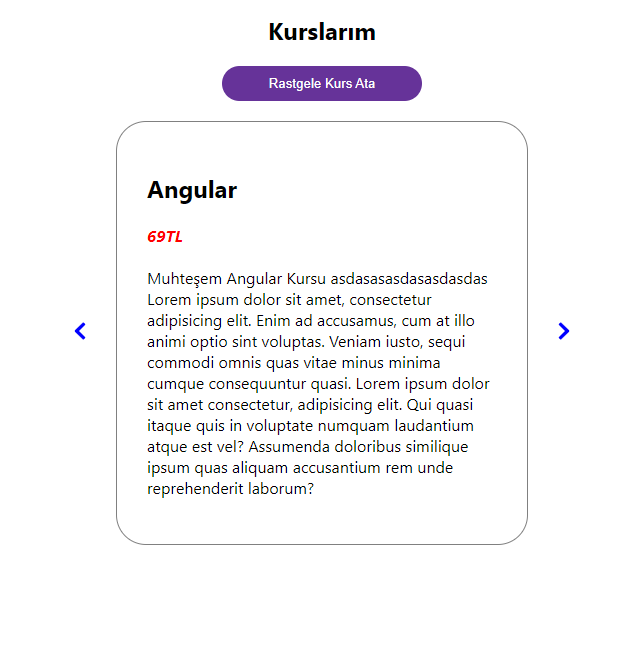 Kurslarım
Rastgele Kurs Ata
Angular
69TL
Muhteşem Angular Kursu asdasasasdasasdasdas
Lorem ipsum dolor sit amet, consectetur
adipisicing elit. Enim ad accusamus, cum at illo
animi optio sint voluptas. Veniam iusto, sequi
commodi omnis quas vitae minus minima
cumque consequuntur quasi. Lorem ipsum dolor
sit amet consectetur, adipisicing elit. Qui quasi
itaque quis in voluptate numquam laudantium
atque est vel? Assumenda doloribus similique
ipsum quas aliquam accusantium rem unde
reprehenderit laborum?